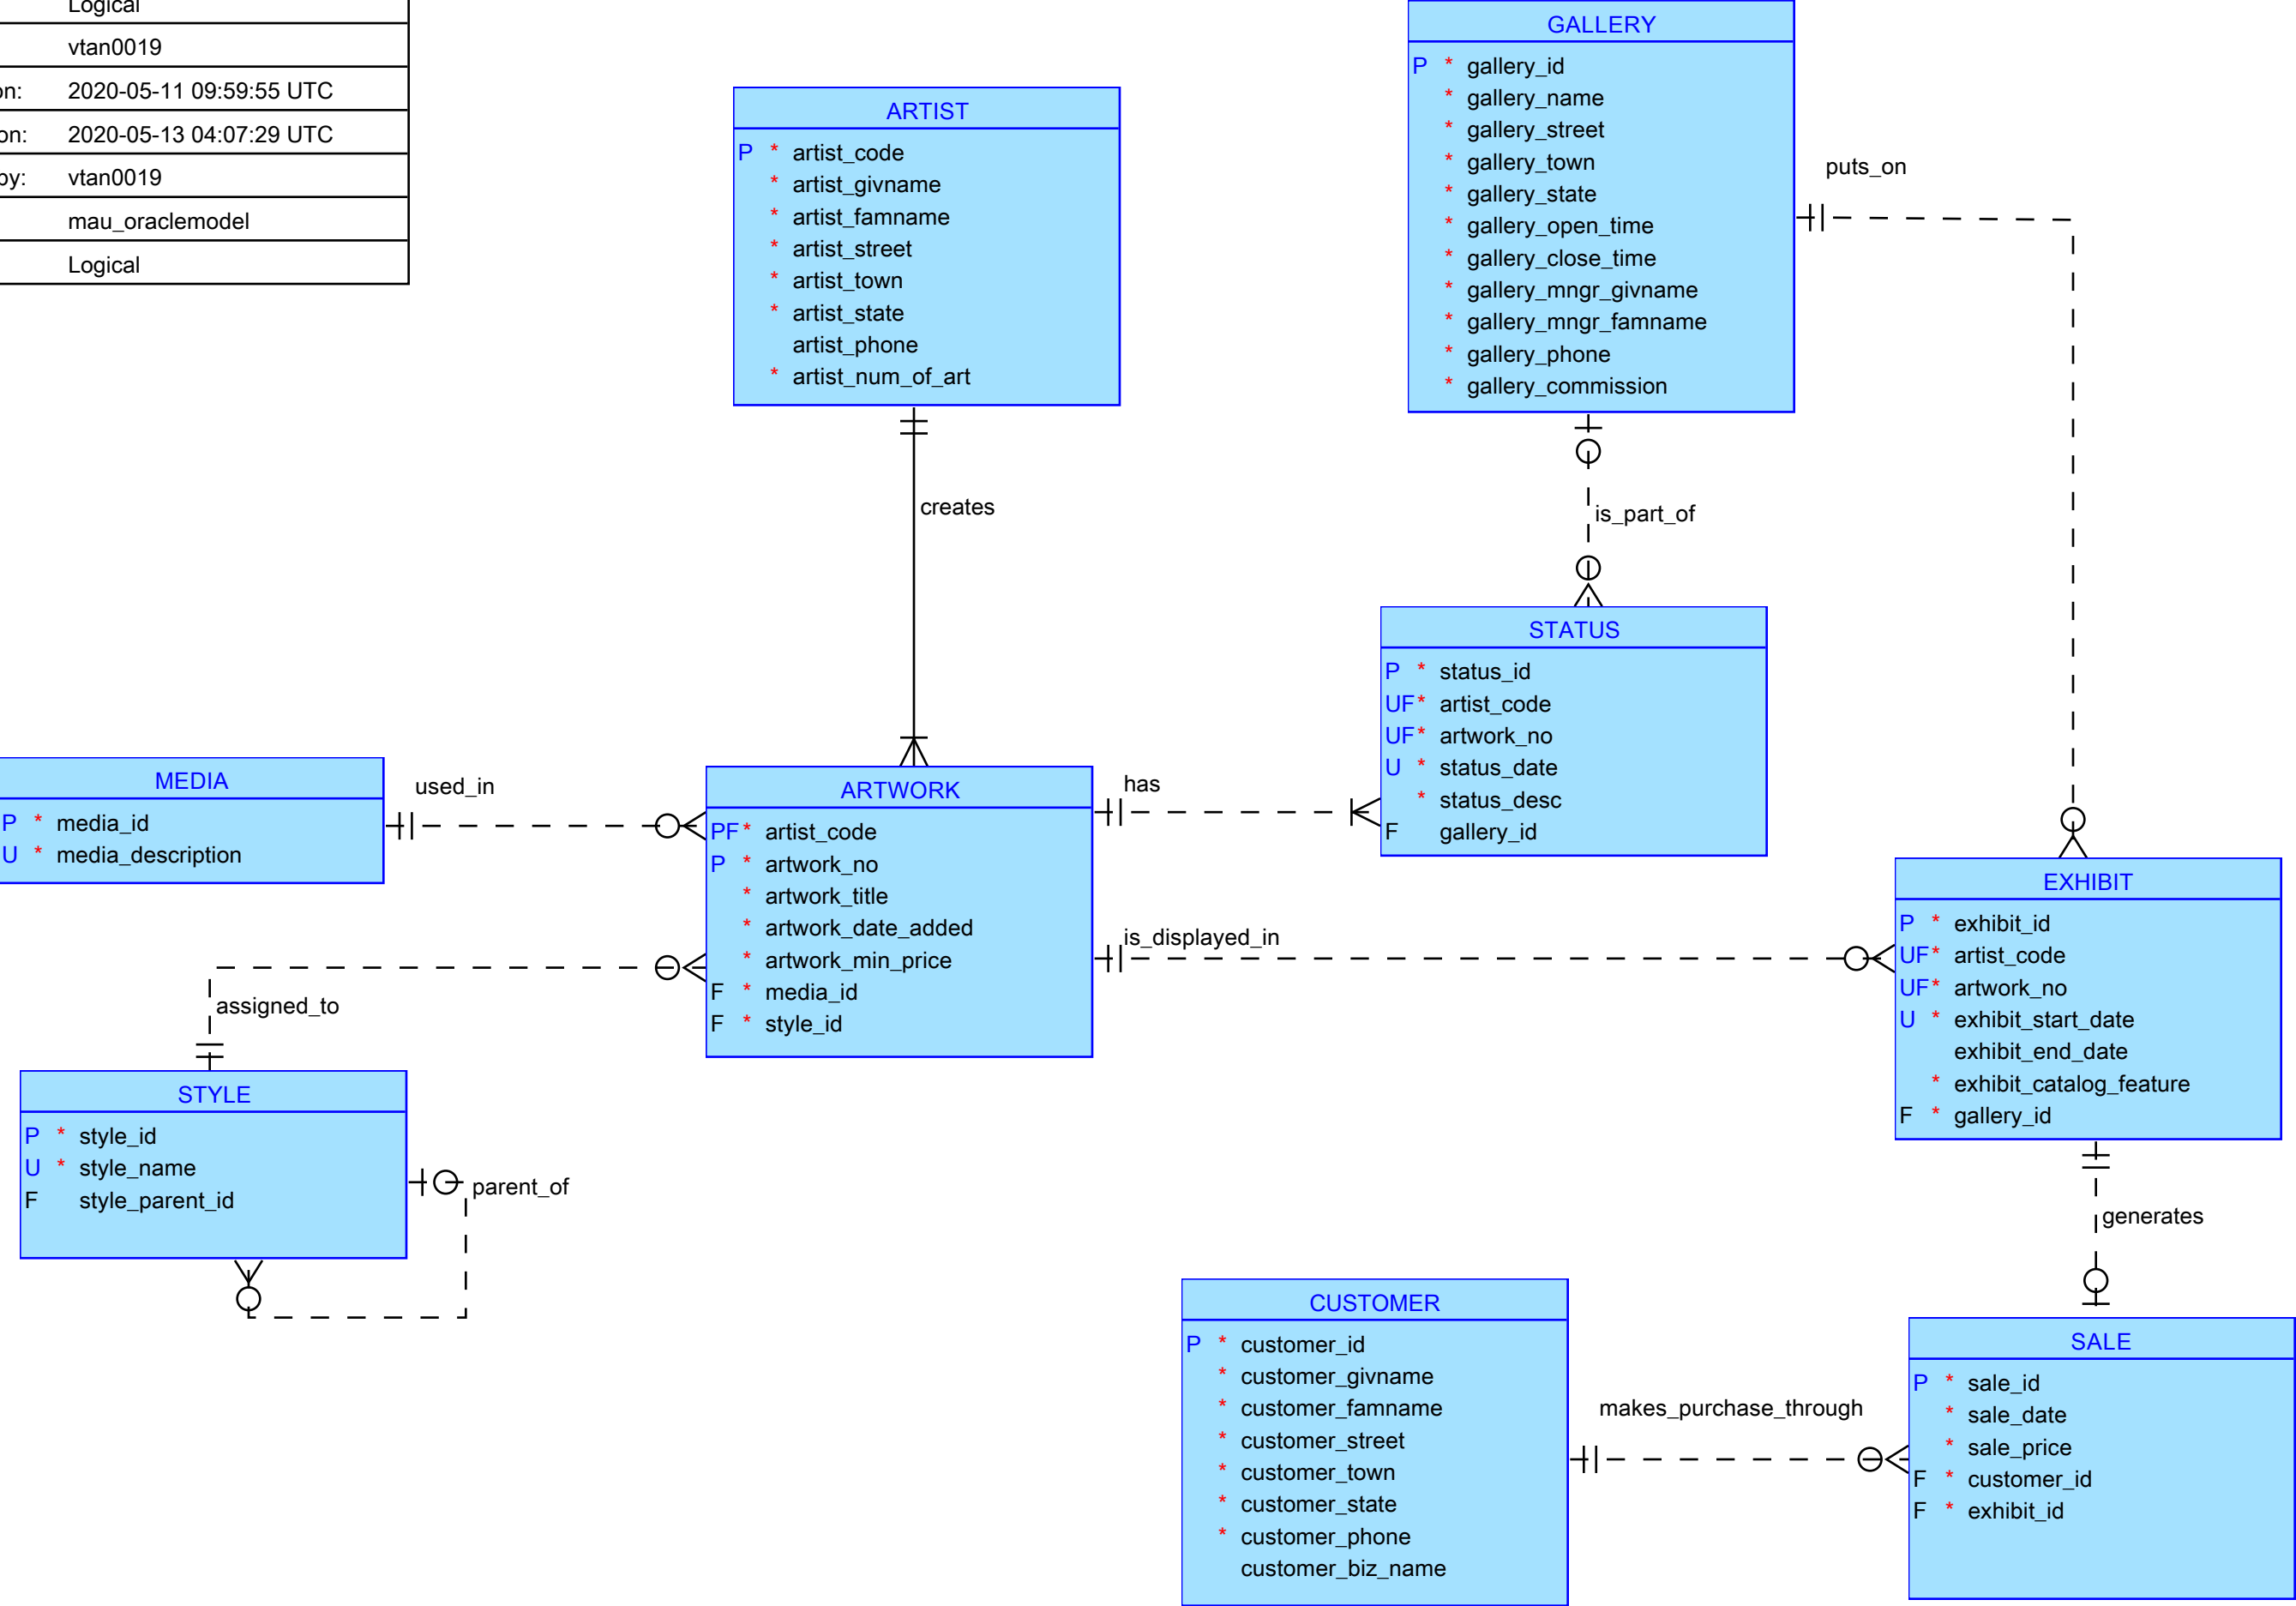 Logical
vtan0019
on: 2020-05-11 09:59:55 UTC
on: 2020-05-13 04:07:29 UTC
by: vtan0019
mau_oraclemodel
Logical
ARTIST
P * artist_code
* artist_givname
* artist_famname
* artist_street
* artist_town
* artist_state
artist_phone
* artist_num_of_art
GALLERY
P * gallery_id
* gallery_name
* gallery_street
* gallery_town
* gallery_state
* gallery_open_time
* gallery_close_time
* gallery_mngr_givname
* gallery_mngr_famname
* gallery_phone
* gallery_commission
puts_on
creates
is_part_of
STATUS
P * status_id
UF* artist_code
UF* artwork_no
U * status_date
* status_desc
F gallery_id
MEDIA
P * media_id
U * media_description
used_in
ARTWORK
PF* artist_code
P * artwork_no
* artwork_title
* artwork_date_added
* artwork_min_price
F * media_id
F * style_id
has
is_displayed_in
EXHIBIT
P * exhibit_id
UF* artist_code
UF* artwork_no
U * exhibit_start_date
exhibit_end_date
* exhibit_catalog_feature
F * gallery_id
assigned_to
STYLE
P * style_id
U * style_name
F style_parent_id
parent_of
generates
CUSTOMER
P * customer_id
* customer_givname
* customer_famname
* customer_street
* customer_town
* customer_state
* customer_phone
customer_biz_name
makes_purchase_through
SALE
P * sale_id
* sale_date
* sale_price
F * customer_id
F * exhibit_id